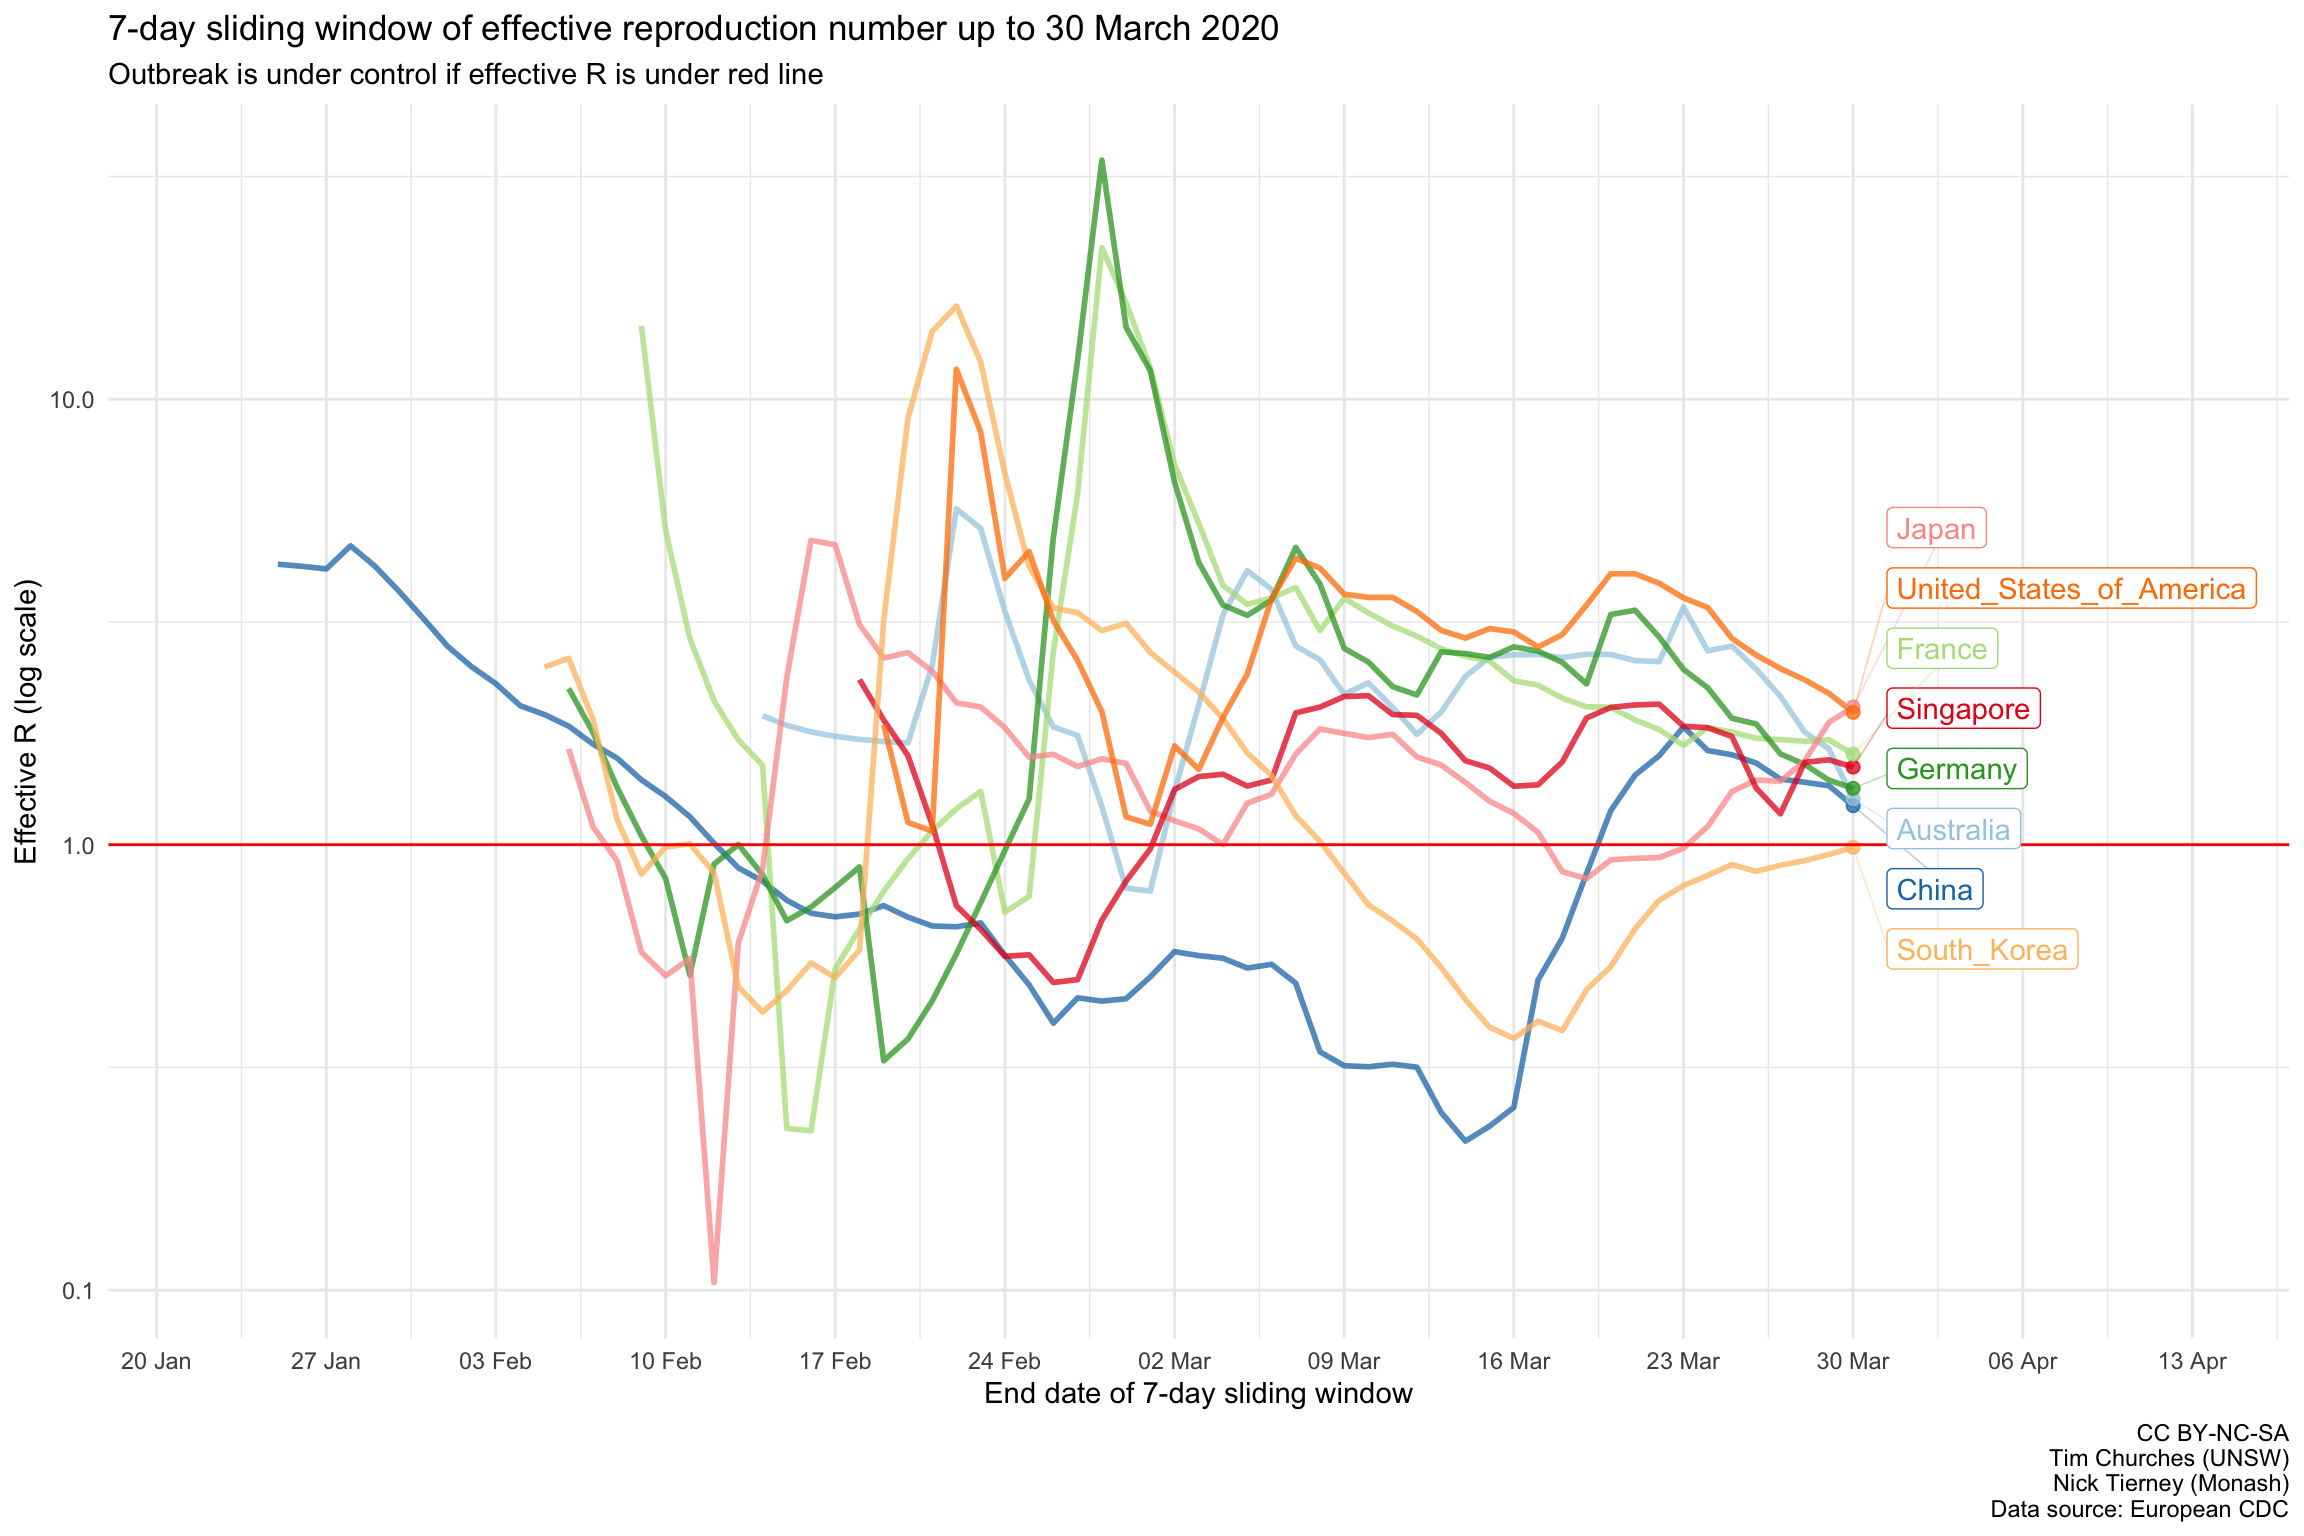 7-day sliding window of effective reproduction number up to 30 March 2020
Outbreak is under control if effective R is under red line
Effective R (log scale)
10.0
1.0
0.1
Japan
United_States_of_America
France
Singapore
Germany
Australia
China
South_Korea
20 Jan
27 Jan
03 Feb
10 Feb
17 Feb
24 Feb
02 Mar
09 Mar
16 Mar
23 Mar
30 Mar
06 Apr
13 Apr
End date of 7-day sliding window
CC BY-NC-SA
Tim Churches (UNSW)
Nick Tierney (Monash)
Data source: European CDC